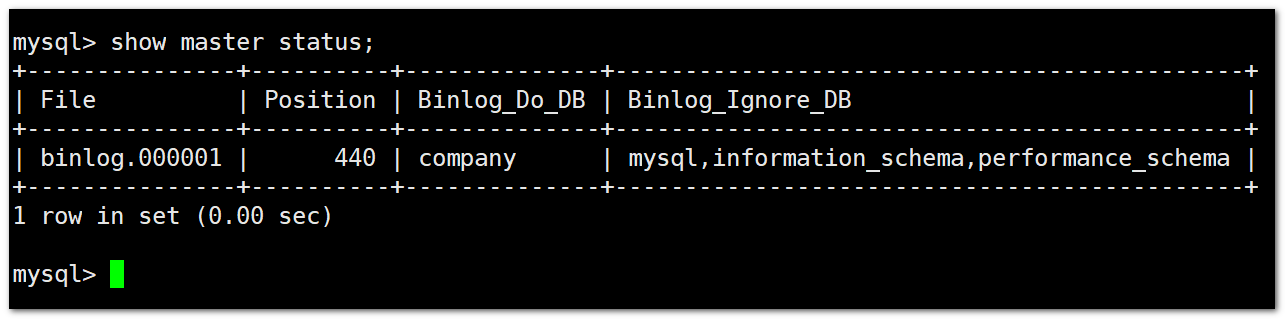 mysql> show master status;
+---------------+----------+--------------+---------------------------------------------+
| File          | Position | Binlog_Do_DB | Binlog_Ignore_DB                            |
+---------------+----------+--------------+---------------------------------------------+
| binlog.000001 |      440 | company      | mysql,information_schema,performance_schema |
+---------------+----------+--------------+---------------------------------------------+
1 row in set (0.00 sec)
mysql>